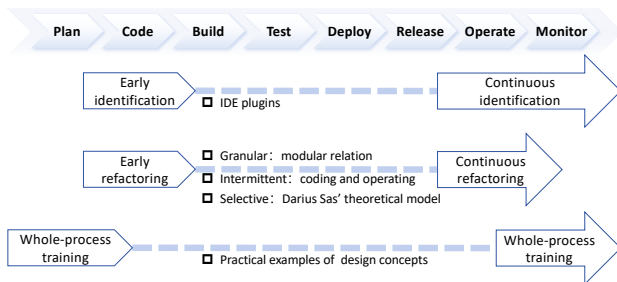 Plan Code Build Test Deploy Release Operate Monitor
Early
identification
IDE plugins
Continuous
identification
Early
refactoring
Granular：modular relation
Intermittent：coding and operating
Selective：Darius Sas' theoretical model
Continuous
refactoring
Whole-process
training
Practical examples of design concepts
Whole-process
training